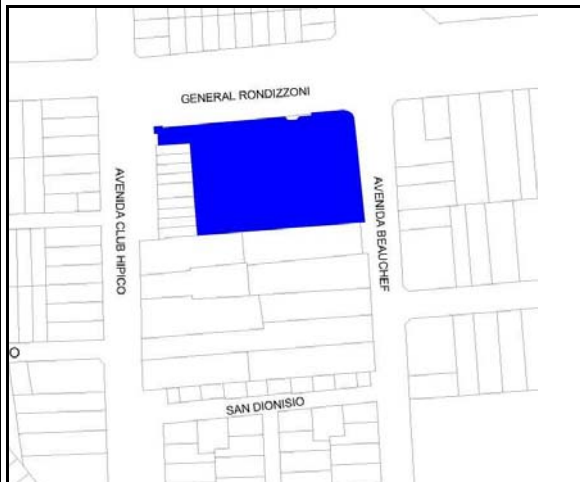 GENERAL RONDIZZONI
AVENIDA CLUB HIPICO
AVENIDA BEAUCHEF
SAN DIONISIO
O